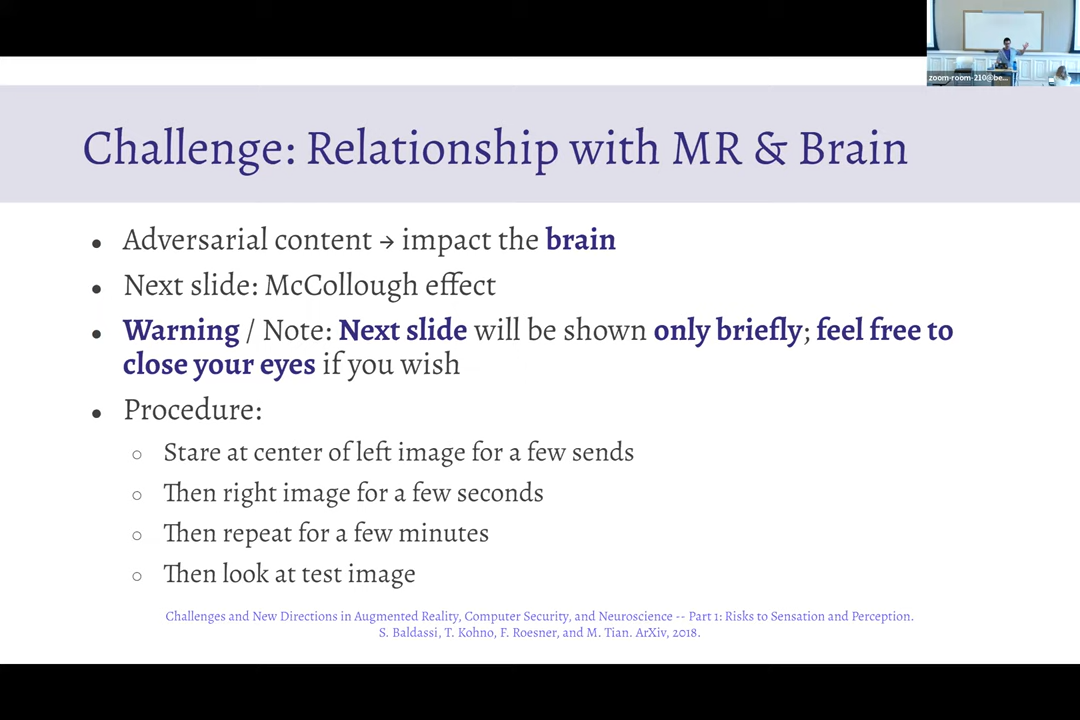 zoom-room-210@be...
Challenge: Relationship with MR & Brain
• Adversarial content → impact the brain
• Next slide: McCollough effect
• Warning / Note: Next slide will be shown only briefly; feel free to
close your eyes if you wish
• Procedure:
○ Stare at center of left image for a few sends
○ Then right image for a few seconds
○ Then repeat for a few minutes
○ Then look at test image
Challenges and New Directions in Augmented Reality, Computer Security, and Neuroscience -- Part 1: Risks to Sensation and Perception.
S. Baldassi, T. Kohno, F. Roesner, and M. Tian. ArXiv, 2018.